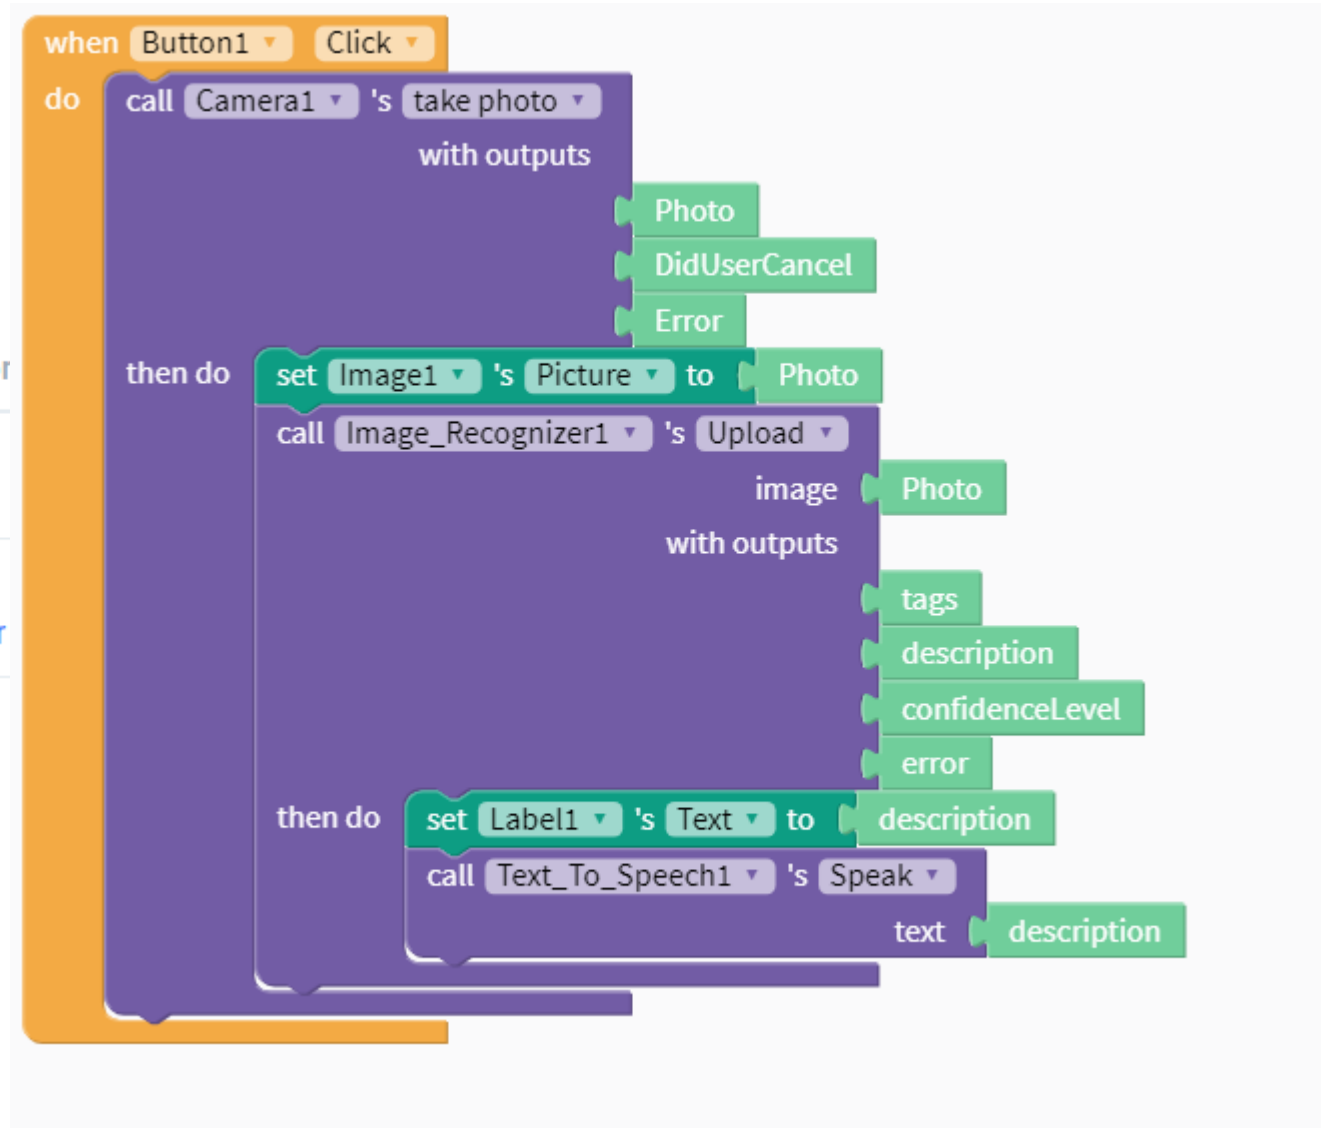 when Button1 Click
do call Camera1 's take photo
with outputs
Photo
DidUserCancel
Error
then do set Image1 's Picture to Photo
call Image_Recognizer1 's Upload
image Photo
with outputs
tags
description
confidenceLevel
error
then do set Label1 's Text to description
call Text_To_Speech1 's Speak
text description